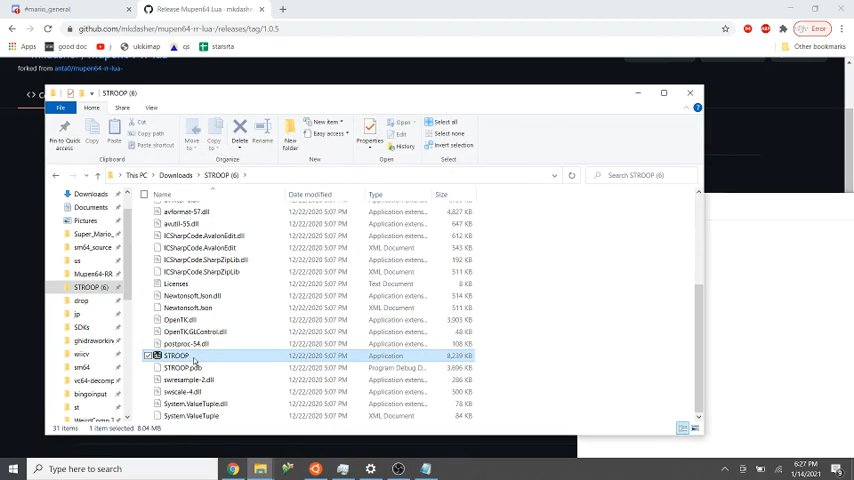 #mario_general
Release Mupen64 Lua · mkdasher/
github.com/mkdasher/mupen64-rr-lua-/releases/tag/1.0.5
Error
Apps
good doc
ukikimap
qs
starsrta
Other bookmarks
forked from anta0/mupen64-rr-lua-
<> C
STROOP (6)
File
Home
Share
View
Pin to Quick access
Copy
Paste
Cut
Copy path
Paste shortcut
Move to
Copy to
Delete
Rename
New folder
New item
Easy access
Properties
Open
Edit
History
Select all
Select none
Invert selection
Clipboard
Organize
New
Open
Select
This PC
Downloads
STROOP (6)
Search STROOP (6)
Name
Date modified
Type
Size
Downloads
Documents
Pictures
Super_Mario_
sm64_source
us
Mupen64-RR
STROOP (6)
drop
jp
SDKs
ghidraworking
wiicv
sm64
vc64-decomp
bingoinput
st
avformat-57.dll 12/22/2020 5:07 PM Application extens... 4,827 KB
avutil-55.dll 12/22/2020 5:07 PM Application extens... 612 KB
ICSharpCode.AvalonEdit.dll 12/22/2020 5:07 PM Application extens... 612 KB
ICSharpCode.AvalonEdit 12/22/2020 5:07 PM XML Document 543 KB
ICSharpCode.SharpZipLib.dll 12/22/2020 5:07 PM Application extens... 192 KB
ICSharpCode.SharpZipLib 12/22/2020 5:07 PM XML Document 511 KB
Licenses 12/22/2020 5:07 PM Text Document 8 KB
Newtonsoft.Json.dll 12/22/2020 5:07 PM Application extens... 514 KB
Newtonsoft.Json 12/22/2020 5:07 PM XML Document 511 KB
OpenTK.dll 12/22/2020 5:07 PM Application extens... 3,903 KB
OpenTK.GLControl.dll 12/22/2020 5:07 PM Application extens... 48 KB
postproc-54.dll 12/22/2020 5:07 PM Application extens... 108 KB
STROOP 12/22/2020 5:07 PM Application 8,239 KB
STROOP.pdb 12/22/2020 5:07 PM Program Debug D... 3,696 KB
swresample-2.dll 12/22/2020 5:07 PM Application extens... 286 KB
swscale-4.dll 12/22/2020 5:07 PM Application extens... 500 KB
System.ValueTuple.dll 12/22/2020 5:07 PM Application extens... 78 KB
System.ValueTuple 12/22/2020 5:07 PM XML Document 84 KB
31 items
1 item selected 8.04 MB
Type here to search
6:27 PM
1/14/2021